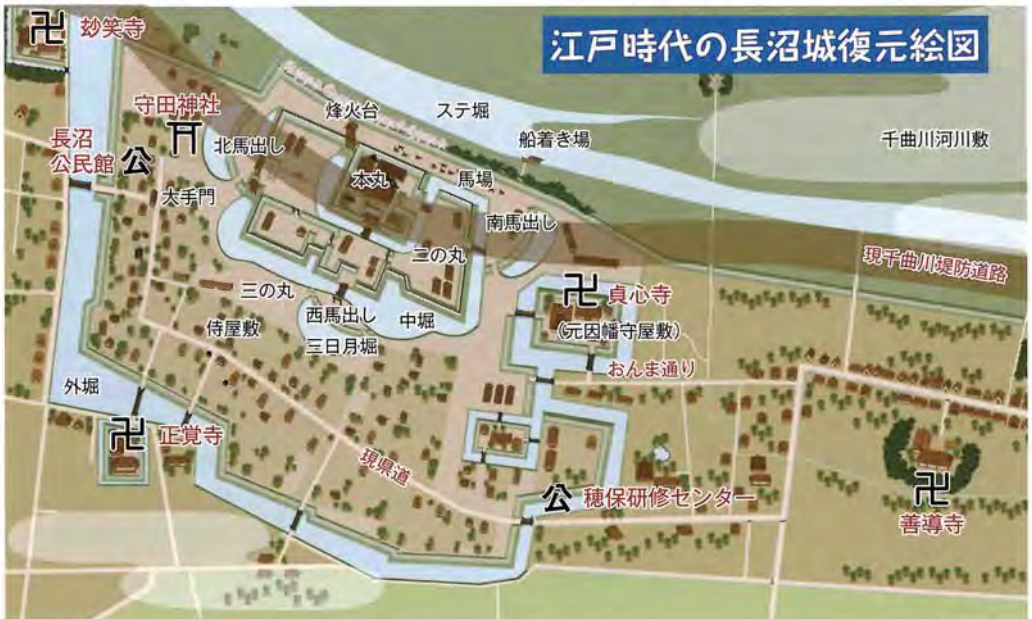 江戸時代の長沼城復元絵図
卍 妙笑寺
守田神社
長沼
公民館
公
北馬出し
烽火台
ステ堀
船着き場
千曲川河川敷
大手門
本丸
馬場
南馬出し
二の丸
現千曲川堤防道路
三の丸
西馬出し
中堀
三日月堀
侍屋敷
卍 貞心寺
(元因幡守屋敷)
おんま通り
外堀
卍 正覚寺
現県道
公 穂保研修センター
卍
善導寺